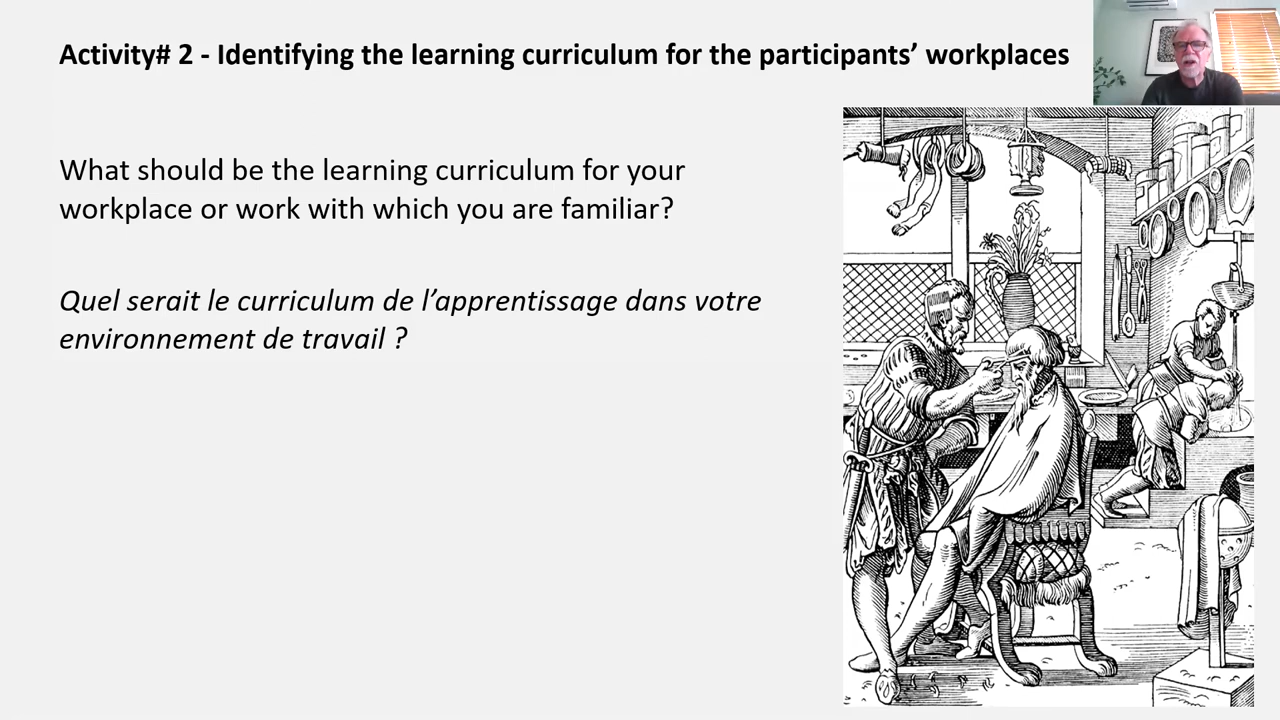 Activity# 2 - Identifying the learning curriculum for the participants’ workplaces
What should be the learning curriculum for your
workplace or work with which you are familiar?
Quel serait le curriculum de l’apprentissage dans votre
environnement de travail ?